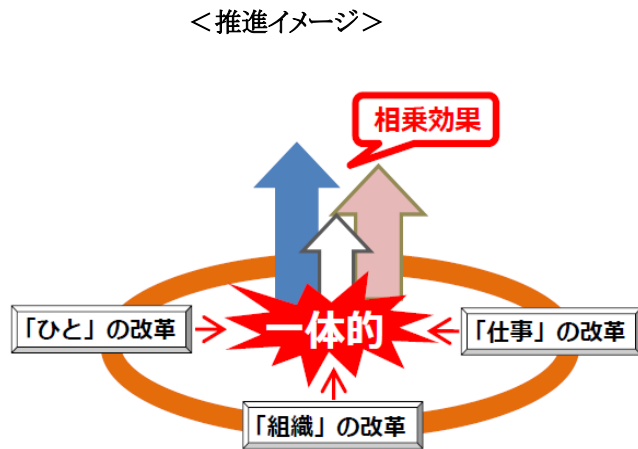 ＜推進イメージ＞
相乗効果
一体的
「ひと」の改革
「仕事」の改革
「組織」の改革